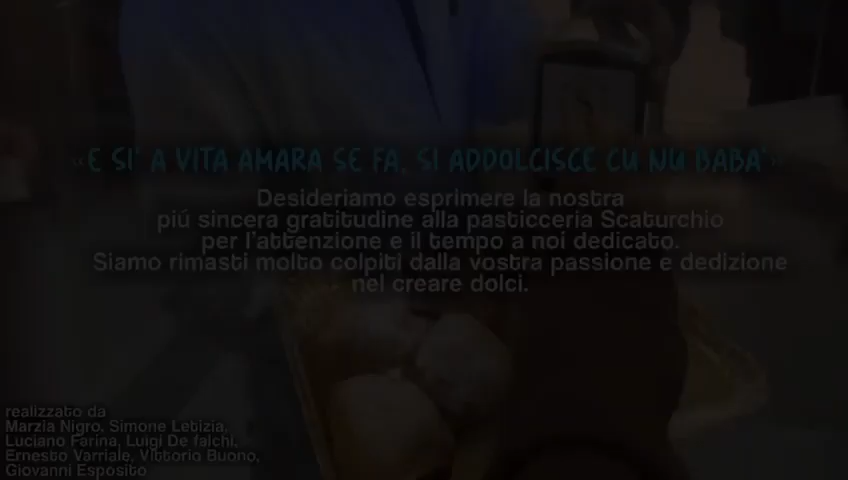 «E SI' A VITA AMARA SE FA, SI ADDOLCISCE CU NU BABA'»
Desideriamo esprimere la nostra
piú sincera gratitudine alla pasticceria Scaturchio
per l'attenzione e il tempo a noi dedicato.
Siamo rimasti molto colpiti dalla vostra passione e dedizione
nel creare dolci.
realizzato da
Marzia Nigro, Simone Letizia,
Luciano Farina, Luigi De falchi,
Ernesto Varriale, Vittorio Buono,
Giovanni Esposito